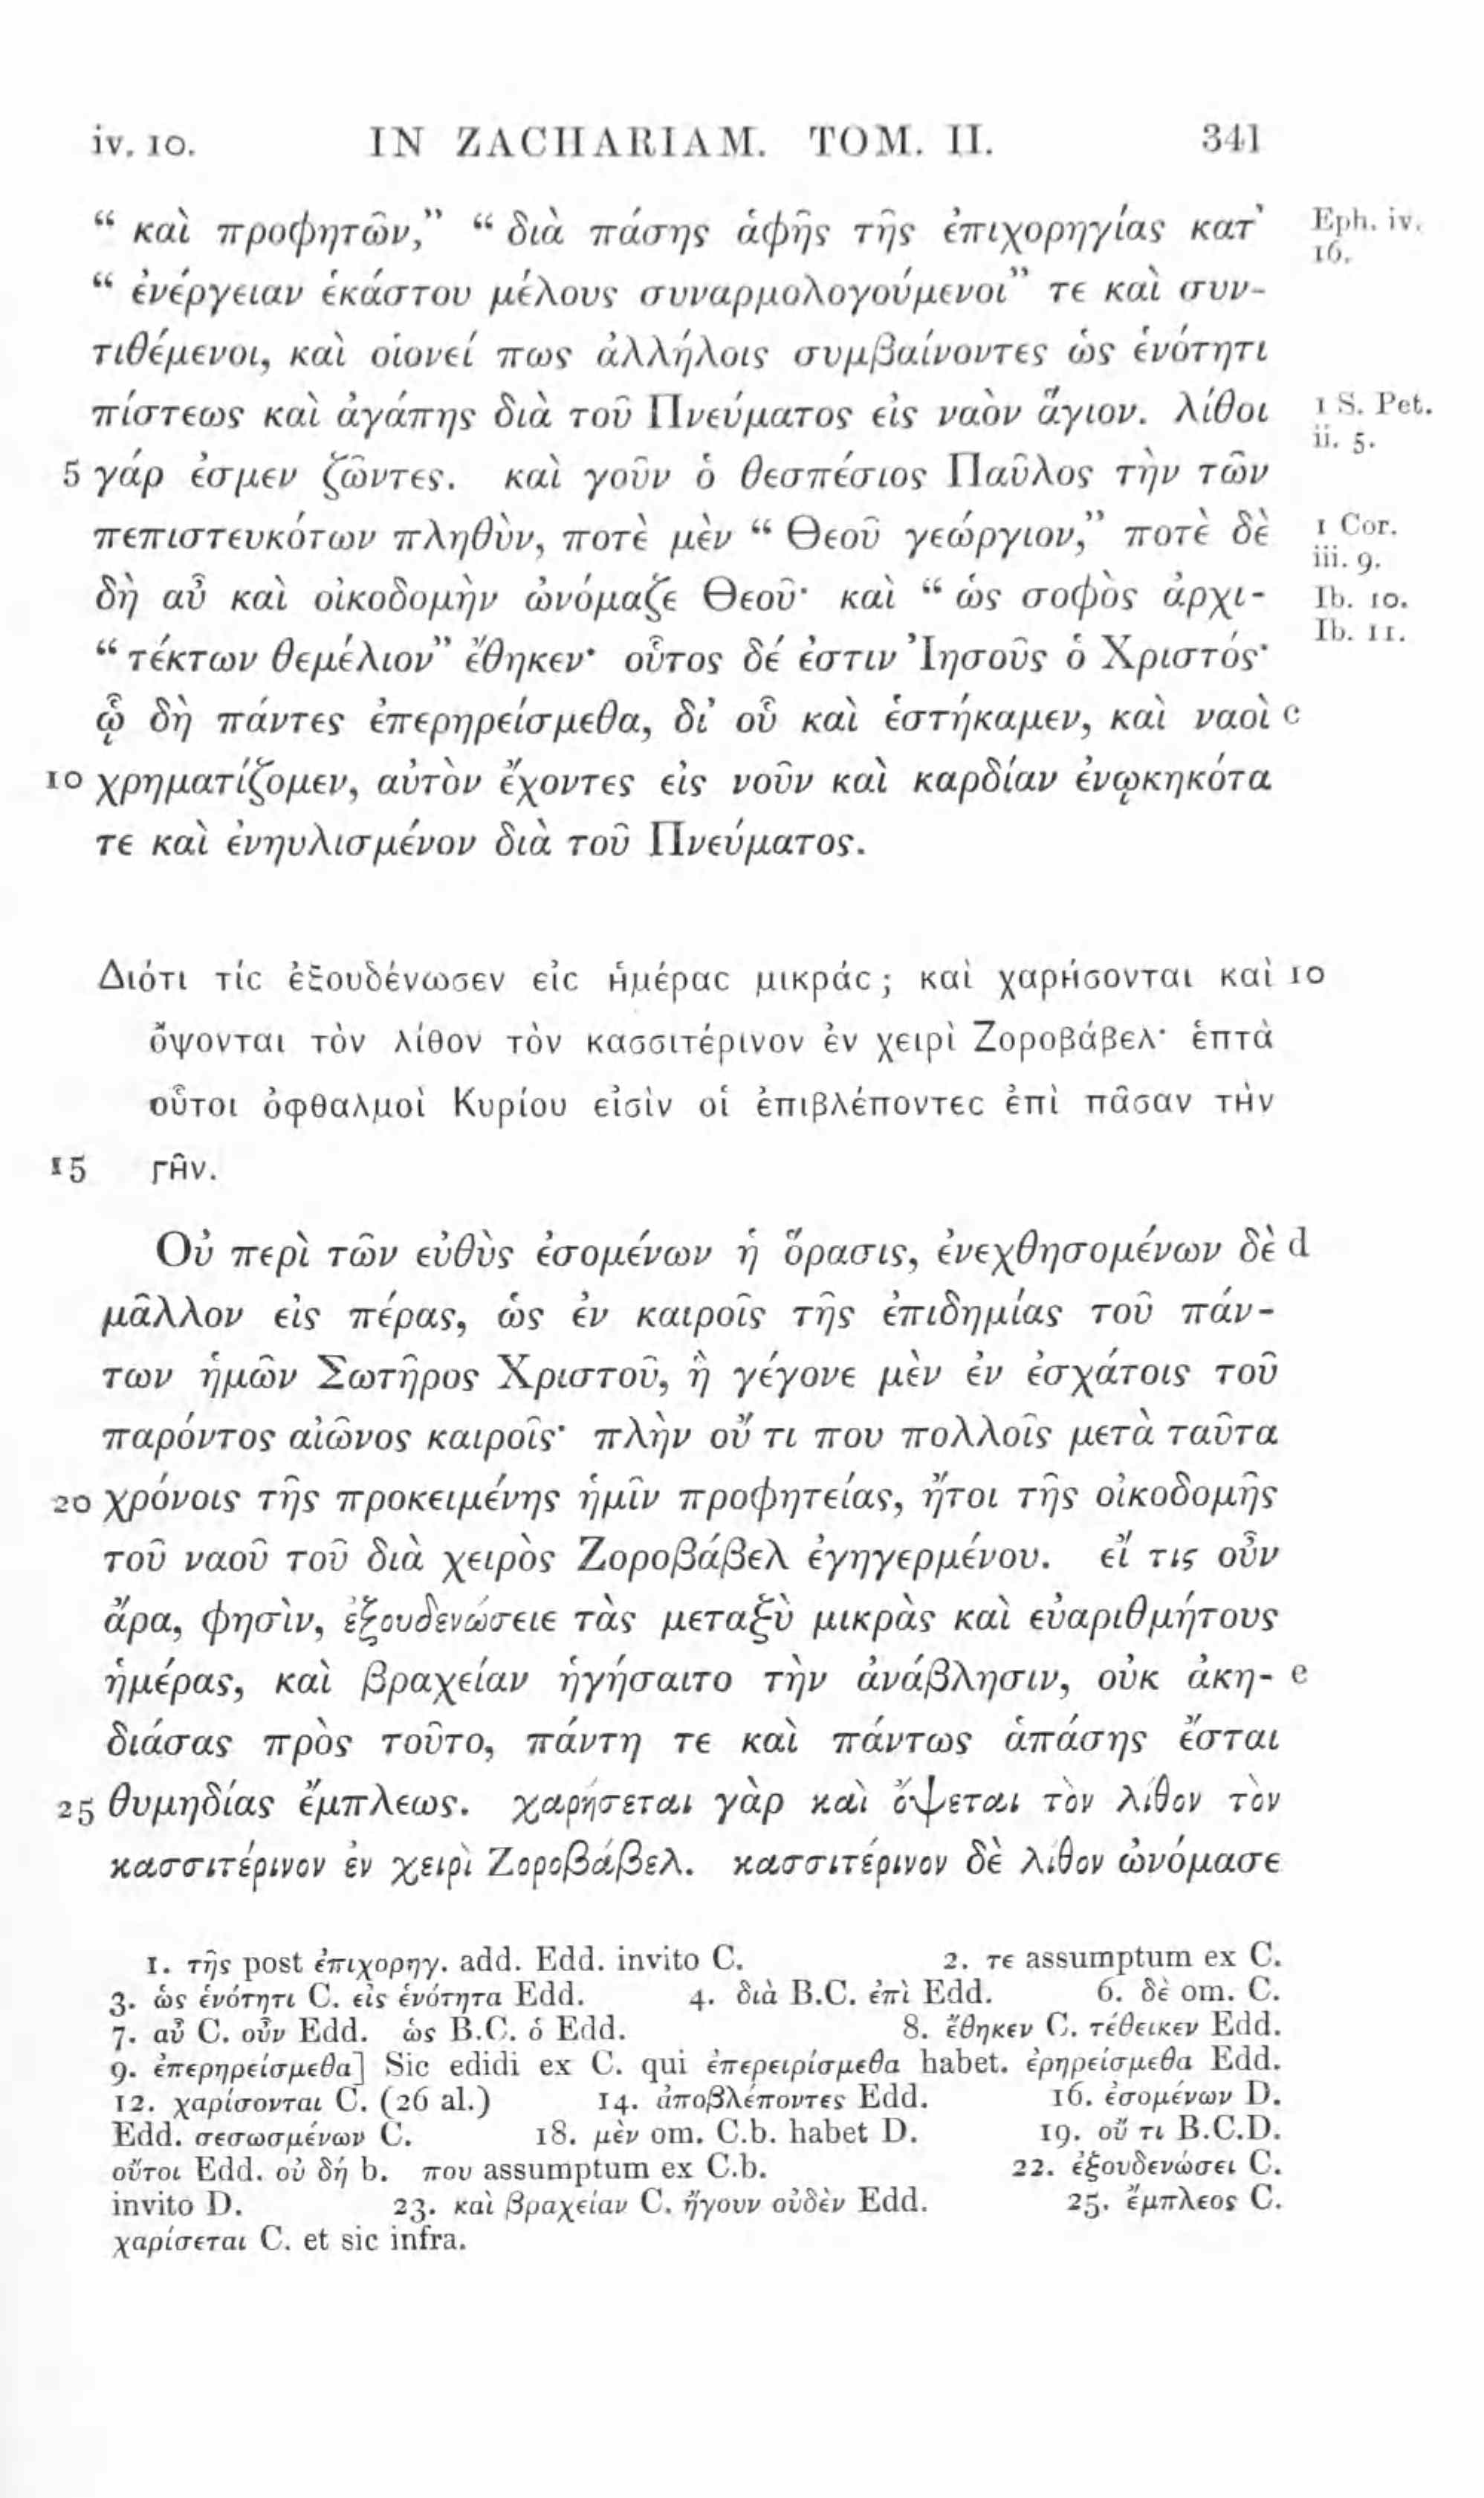 iv. 10. IN ZACHARIAM. TOM. II. 341
“ καὶ προφητῶν,” “ διὰ πάσης ἁφῆς τῆς ἐπιχορηγίας κατ’ Eph. iv. 16.
“ ἐνέργειαν ἑκάστου μέλους συναρμολογούμενοι” τε καὶ συν-
τιθέμενοι, καὶ οἱονεί πως ἀλλήλοις συμβαίνοντες ὡς ἑνότητι
πίστεως καὶ ἀγάπης διὰ τοῦ Πνεύματος εἰς ναὸν ἅγιον. λίθοι 1 S. Pet. ii. 5.
5 γάρ ἐσμεν ζῶντες. καὶ γοῦν ὁ θεσπέσιος Παῦλος τὴν τῶν
πεπιστευκότων πληθὺν, ποτὲ μὲν “ Θεοῦ γεώργιον,” ποτὲ δὲ 1 Cor. iii. 9.
δὴ αὖ καὶ οἰκοδομὴν ὠνόμαζε Θεοῦ· καὶ “ ὡς σοφὸς ἀρχι- Ib. 10.
“ τέκτων θεμέλιον” ἔθηκεν· οὗτος δέ ἐστιν Ἰησοῦς ὁ Χριστός· Ib. 11.
ᾧ δὴ πάντες ἐπερηρείσμεθα, δι’ οὗ καὶ ἑστήκαμεν, καὶ ναοὶ c
10 χρηματίζομεν, αὐτὸν ἔχοντες εἰς νοῦν καὶ καρδίαν ἐνῳκηκότα
τε καὶ ἐνηυλισμένον διὰ τοῦ Πνεύματος.
Διότι τίς ἐξουδένωσεν εἰς ἡμέρας μικράς; καὶ χαρήσονται καὶ 10
ὄψονται τὸν λίθον τὸν κασσιτέρινον ἐν χειρὶ Ζοροβάβελ· ἑπτὰ
οὗτοι ὀφθαλμοὶ Κυρίου εἰσὶν οἱ ἐπιβλέποντες ἐπὶ πᾶσαν τὴν
15 γῆν.
Οὐ περὶ τῶν εὐθὺς ἐσομένων ἡ ὅρασις, ἐνεχθησομένων δὲ d
μᾶλλον εἰς πέρας, ὡς ἐν καιροῖς τῆς ἐπιδημίας τοῦ πάν-
των ἡμῶν Σωτῆρος Χριστοῦ, ἣ γέγονε μὲν ἐν ἐσχάτοις τοῦ
παρόντος αἰῶνος καιροῖς· πλὴν οὔ τι που πολλοῖς μετὰ ταῦτα
20 χρόνοις τῆς προκειμένης ἡμῖν προφητείας, ἤτοι τῆς οἰκοδομῆς
τοῦ ναοῦ τοῦ διὰ χειρὸς Ζοροβάβελ ἐγηγερμένου. εἴ τις οὖν
ἄρα, φησὶν, ἐξουδενώσειε τὰς μεταξὺ μικρὰς καὶ εὐαριθμήτους
ἡμέρας, καὶ βραχείαν ἡγήσαιτο τὴν ἀνάβλησιν, οὐκ ἀκη- e
διάσας πρὸς τοῦτο, πάντη τε καὶ πάντως ἁπάσης ἔσται
25 θυμηδίας ἔμπλεως. χαρήσεται γὰρ καὶ ὄψεται τὸν λίθον τὸν
κασσιτέρινον ἐν χειρὶ Ζοροβάβελ. κασσιτέρινον δὲ λίθον ὠνόμασε
1. τῆς post ἐπιχορηγ. add. Edd. invito C. 2. τε assumptum ex C.
3. ὡς ἑνότητι C. εἰς ἑνότητα Edd. 4. διὰ B.C. ἐπὶ Edd. 6. δὲ om. C.
7. αὖ C. οὖν Edd. ὡς B.C. ὁ Edd. 8. ἔθηκεν C. τέθεικεν Edd.
9. ἐπερηρείσμεθα] Sic edidi ex C. qui ἐπερειρίσμεθα habet. ἐρηρείσμεθα Edd.
12. χαρίσονται C. (26 al.) 14. ἀποβλέποντες Edd. 16. ἐσομένων D.
Edd. σεσωσμένων C. 18. μὲν om. C.b. habet D. 19. οὔ τι B.C.D.
οὔτοι Edd. οὐ δή b. που assumptum ex C.b. 22. ἐξουδενώσει C.
invito D. 23. καὶ βραχείαν C. ἤγουν οὐδὲν Edd. 25. ἔμπλεος C.
χαρίσεται C. et sic infra.